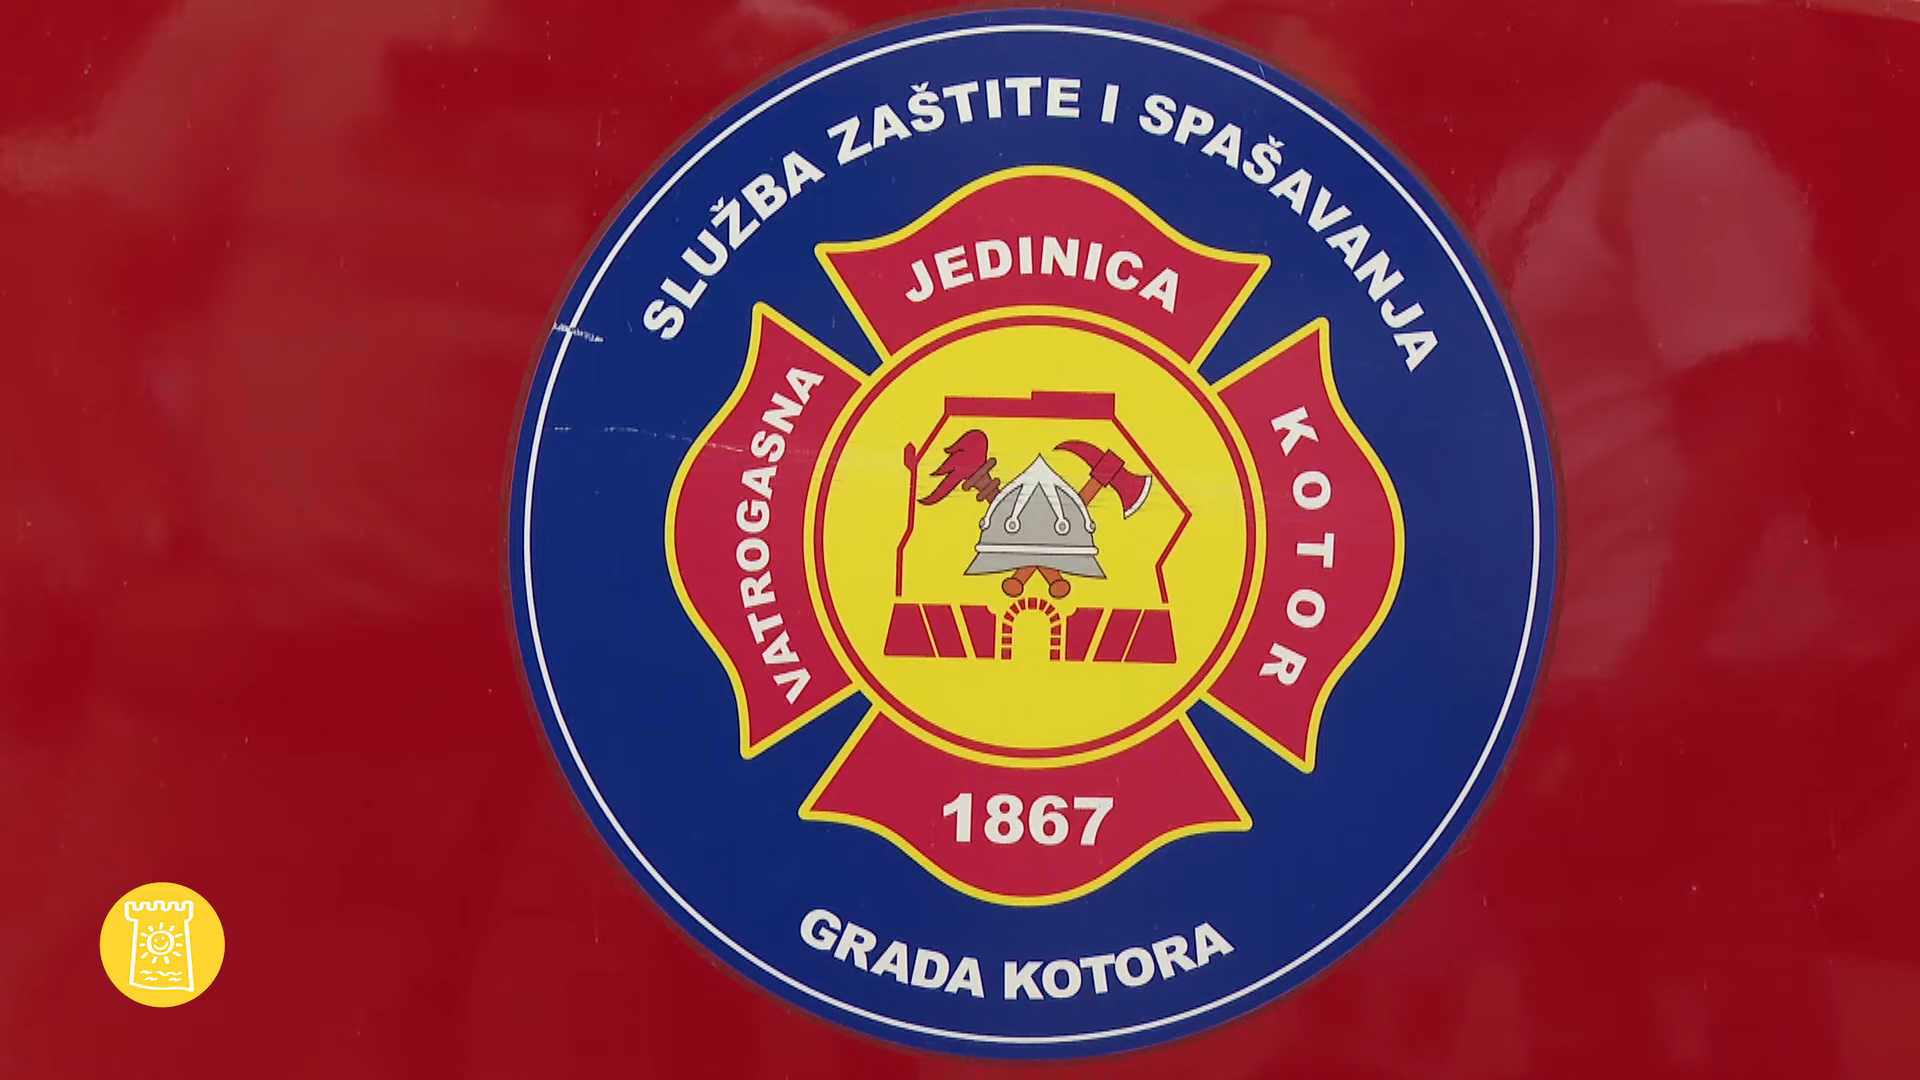 SLUŽBA ZAŠTITE I SPAŠAVANJA
VATROGASNA
JEDINICA
KOTOR
1867
GRADA KOTORA